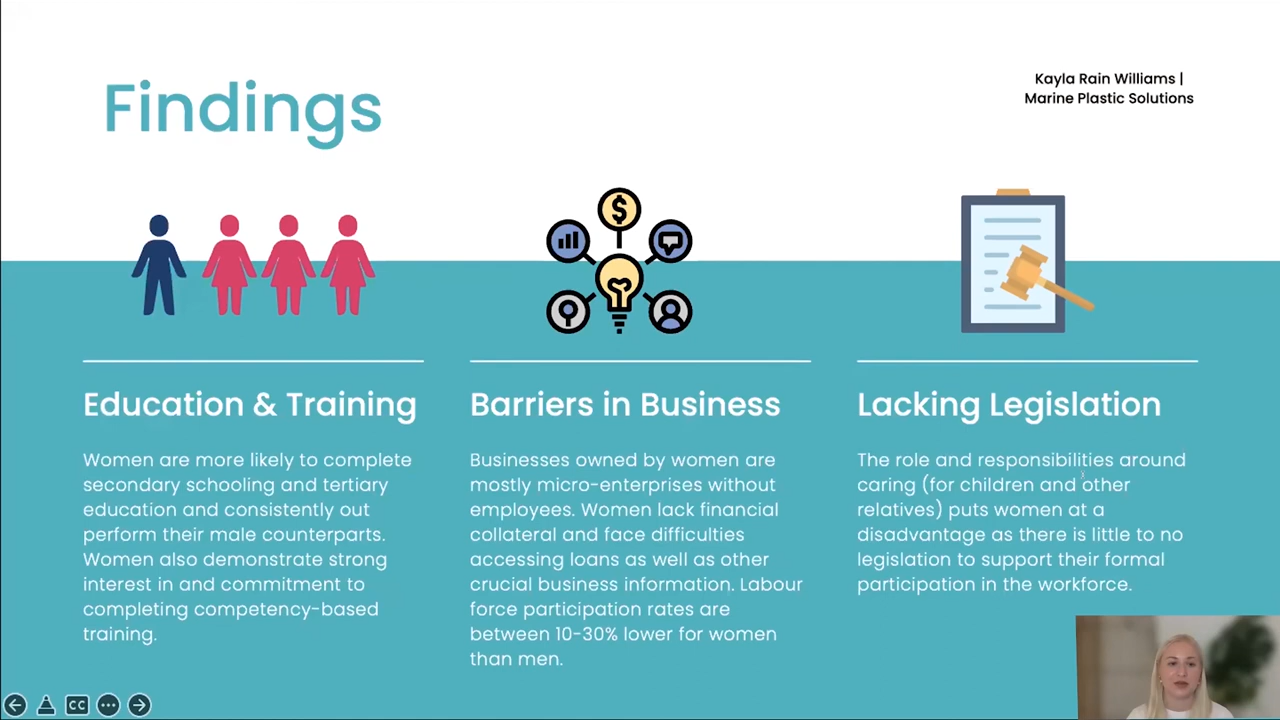 Findings
Kayla Rain Williams |
Marine Plastic Solutions
Education & Training
Women are more likely to complete
secondary schooling and tertiary
education and consistently out
perform their male counterparts.
Women also demonstrate strong
interest in and commitment to
completing competency-based
training.
Barriers in Business
Businesses owned by women are
mostly micro-enterprises without
employees. Women lack financial
collateral and face difficulties
accessing loans as well as other
crucial business information. Labour
force participation rates are
between 10-30% lower for women
than men.
Lacking Legislation
The role and responsibilities around
caring (for children and other
relatives) puts women at a
disadvantage as there is little to no
legislation to support their formal
participation in the workforce.
CC